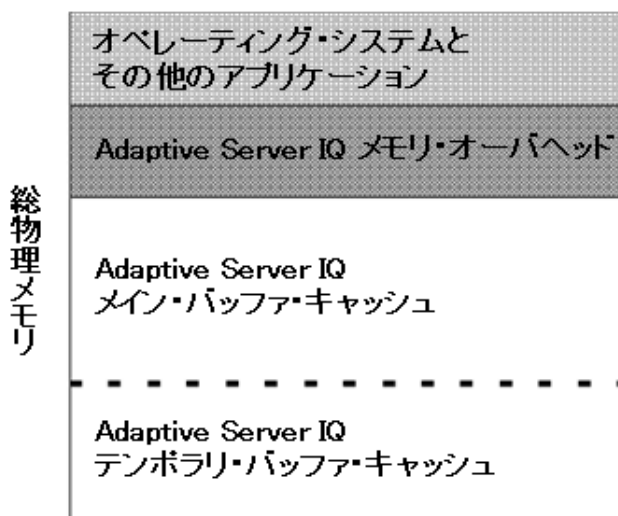 総物理メモリ
オペレーティング・システムと
その他のアプリケーション
Adaptive Server IQ メモリ・オーバヘッド
Adaptive Server IQ
メイン・バッファ・キャッシュ
Adaptive Server IQ
テンポラリ・バッファ・キャッシュ